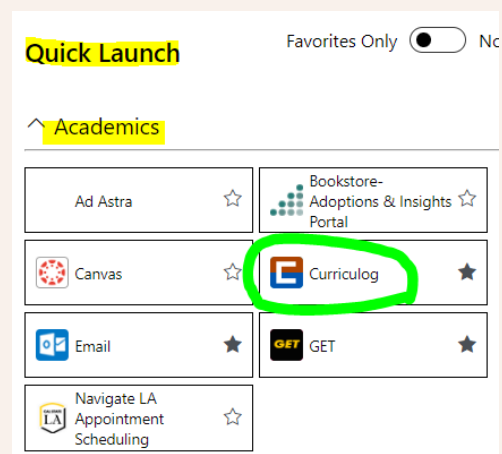 Quick Launch
Favorites Only
No
Academics
Ad Astra
Bookstore-
Adoptions & Insights
Portal
Canvas
Curriculog
Email
GET
GET
Navigate LA
Appointment
Scheduling
LA